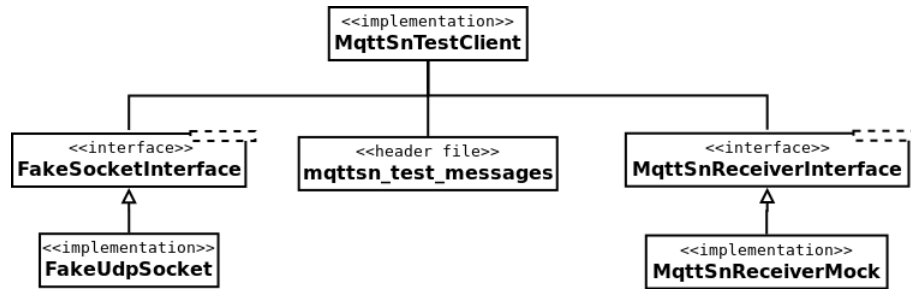 <<implementation>>
MqttSnTestClient
<<interface>>
FakeSocketInterface
<<header file>>
mqttsn_test_messages
<<interface>>
MqttSnReceiverInterface
<<implementation>>
FakeUdpSocket
<<implementation>>
MqttSnReceiverMock